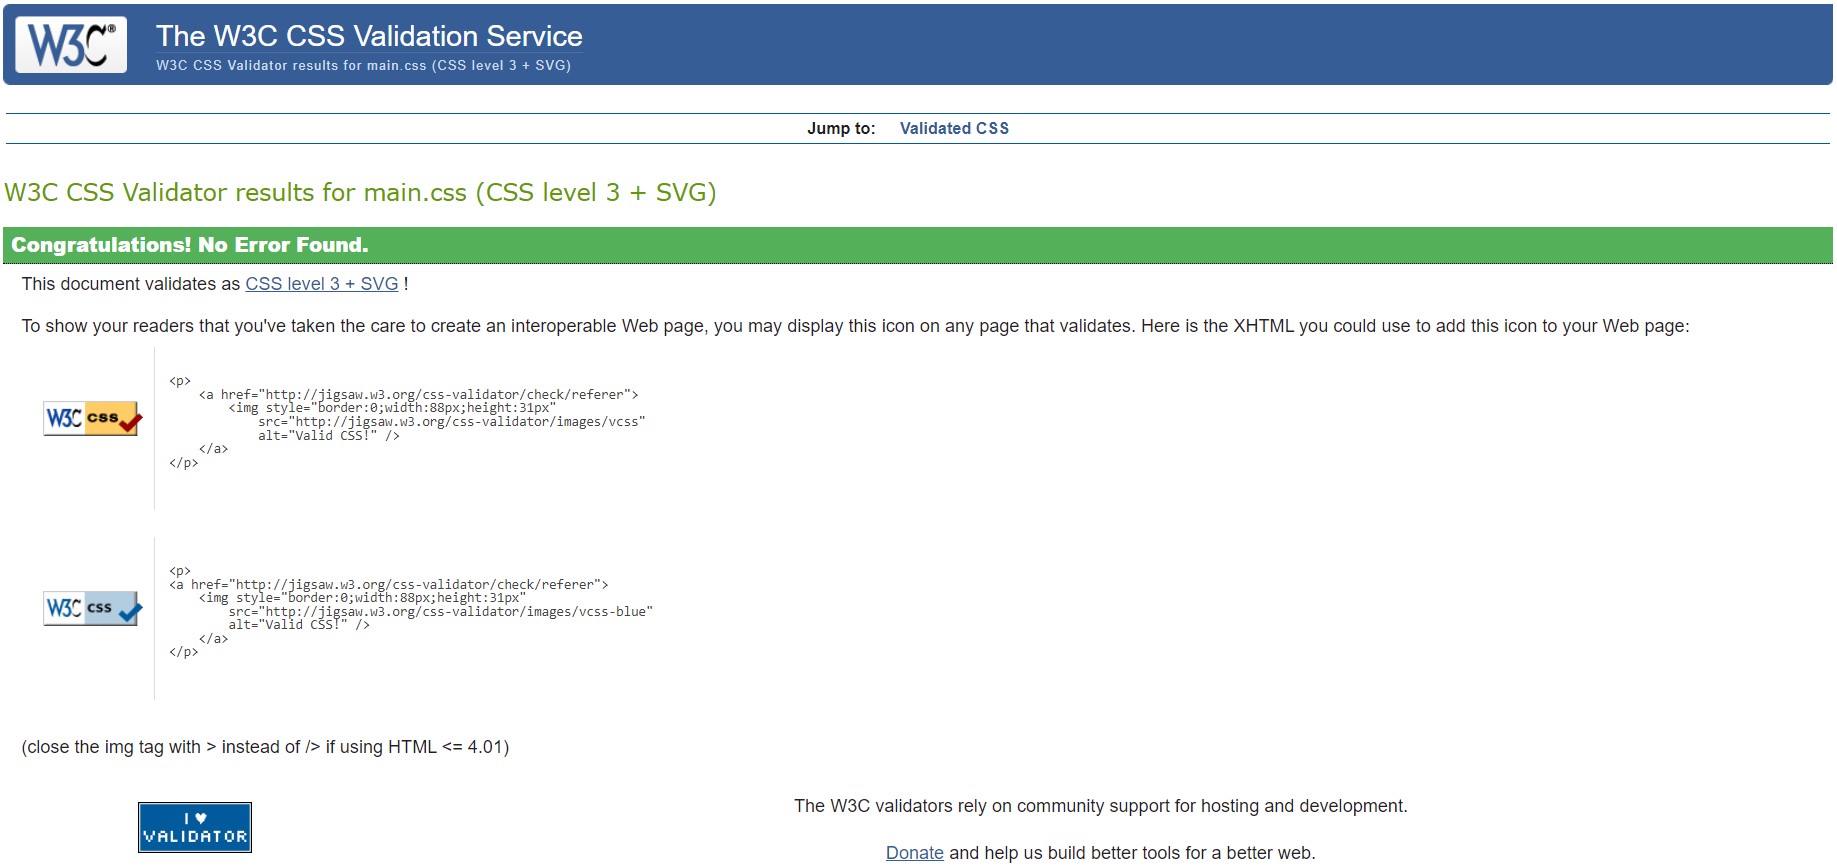 W3C®
The W3C CSS Validation Service
W3C CSS Validator results for main.css (CSS level 3 + SVG)
Jump to: Validated CSS
W3C CSS Validator results for main.css (CSS level 3 + SVG)
Congratulations! No Error Found.
This document validates as CSS level 3 + SVG !
To show your readers that you've taken the care to create an interoperable Web page, you may display this icon on any page that validates. Here is the XHTML you could use to add this icon to your Web page:
W3C css
<p>
    <a href="http://jigsaw.w3.org/css-validator/check/referer">
        <img style="border:0;width:88px;height:31px"
            src="http://jigsaw.w3.org/css-validator/images/vcss"
            alt="Valid CSS!" />
    </a>
</p>
W3C css
<p>
<a href="http://jigsaw.w3.org/css-validator/check/referer">
    <img style="border:0;width:88px;height:31px"
        src="http://jigsaw.w3.org/css-validator/images/vcss-blue"
        alt="Valid CSS!" />
    </a>
</p>
(close the img tag with > instead of /> if using HTML <= 4.01)
I ♥
VALIDATOR
The W3C validators rely on community support for hosting and development.
Donate and help us build better tools for a better web.